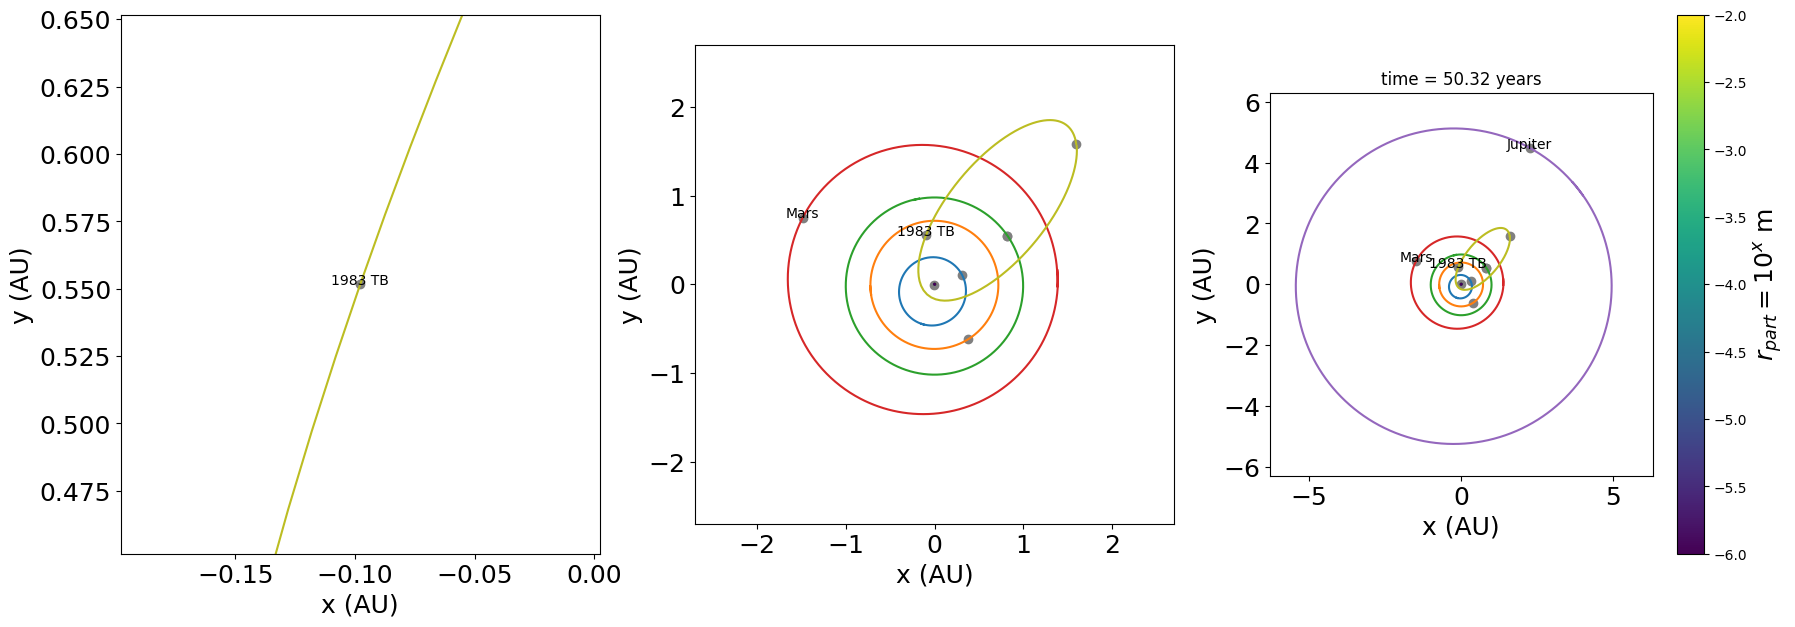 0.650
0.625
0.600
0.575
0.550
0.525
0.500
0.475
y (AU)
1983 TB
−0.15
−0.10
−0.05
0.00
x (AU)
2
1
0
−1
−2
y (AU)
Mars
1983 TB
−2
−1
0
1
2
x (AU)
time = 50.32 years
6
4
2
0
−2
−4
−6
y (AU)
Jupiter
Mars
1983 TB
−5
0
5
x (AU)
−2.0
−2.5
−3.0
−3.5
−4.0
−4.5
−5.0
−5.5
−6.0
r_{part} = 10^x m